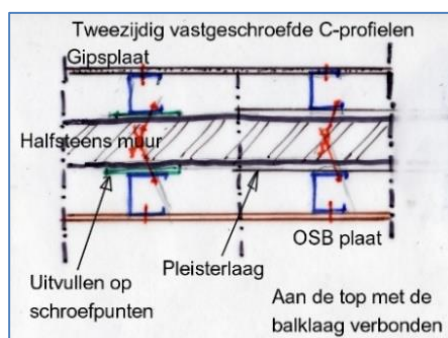 Tweezijdig vastgeschroefde C-profielen
Gipsplaat
Halfsteens muur
OSB plaat
Pleisterlaag
Uitvullen op
schroefpunten
Aan de top met de
balklaag verbonden